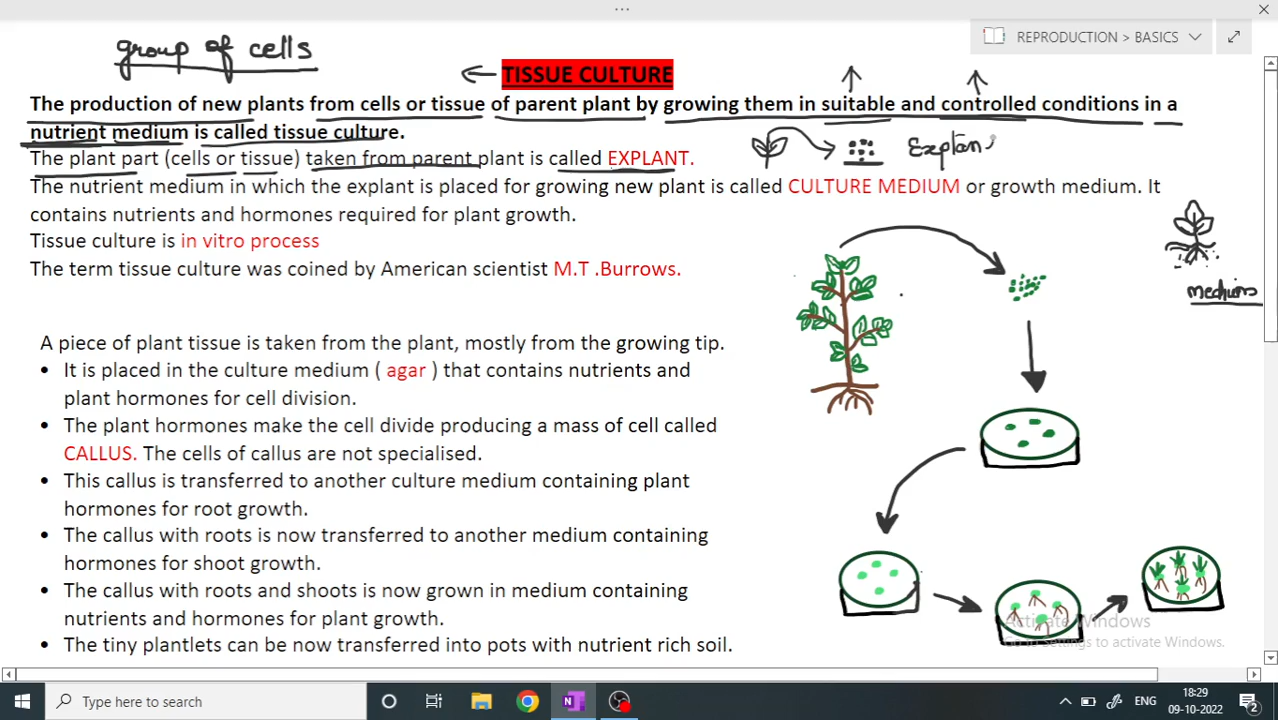 group of cells
REPRODUCTION > BASICS
TISSUE CULTURE
The production of new plants from cells or tissue of parent plant by growing them in suitable and controlled conditions in a
nutrient medium is called tissue culture.
The plant part (cells or tissue) taken from parent plant is called EXPLANT.
Explan
The nutrient medium in which the explant is placed for growing new plant is called CULTURE MEDIUM or growth medium. It
contains nutrients and hormones required for plant growth.
Tissue culture is in vitro process
The term tissue culture was coined by American scientist M.T .Burrows.
medium
A piece of plant tissue is taken from the plant, mostly from the growing tip.
• It is placed in the culture medium ( agar ) that contains nutrients and
plant hormones for cell division.
• The plant hormones make the cell divide producing a mass of cell called
CALLUS. The cells of callus are not specialised.
• This callus is transferred to another culture medium containing plant
hormones for root growth.
• The callus with roots is now transferred to another medium containing
hormones for shoot growth.
• The callus with roots and shoots is now grown in medium containing
nutrients and hormones for plant growth.
• The tiny plantlets can be now transferred into pots with nutrient rich soil.
Activate Windows
Go to Settings to activate Windows.
Type here to search
ENG
18:29
09-10-2022
2